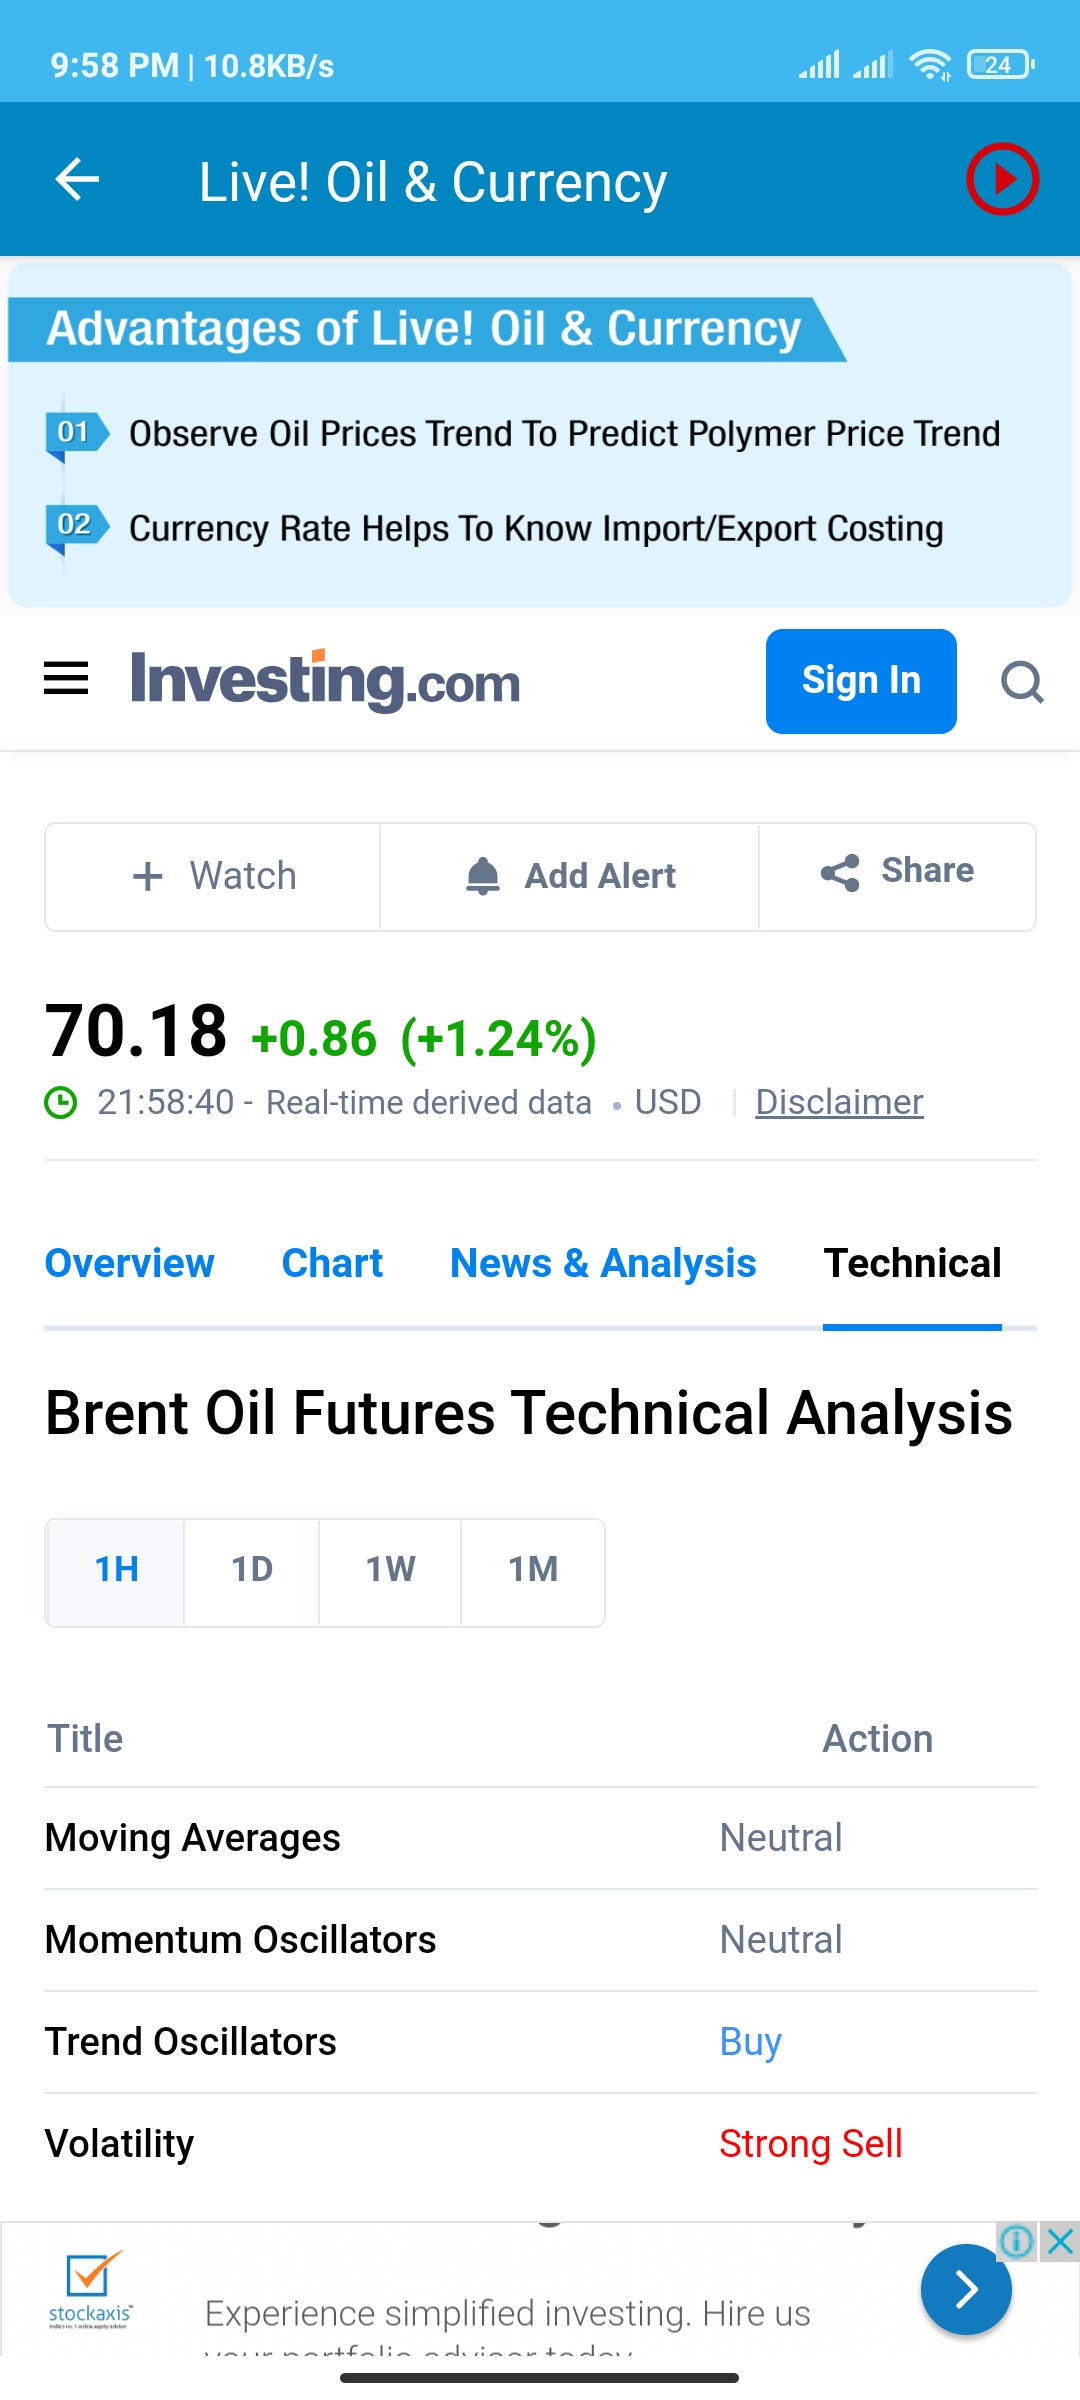 9:58 PM | 10.8KB/s 24
Live! Oil & Currency
Advantages of Live! Oil & Currency
01 Observe Oil Prices Trend To Predict Polymer Price Trend
02 Currency Rate Helps To Know Import/Export Costing
Investing.com Sign In
+ Watch Add Alert Share
70.18 +0.86 (+1.24%)
21:58:40 - Real-time derived data • USD | Disclaimer
Overview Chart News & Analysis Technical
Brent Oil Futures Technical Analysis
1H 1D 1W 1M
Title Action
Moving Averages Neutral
Momentum Oscillators Neutral
Trend Oscillators Buy
Volatility Strong Sell
stockaxis
Experience simplified investing. Hire us
your portfolio advisor today